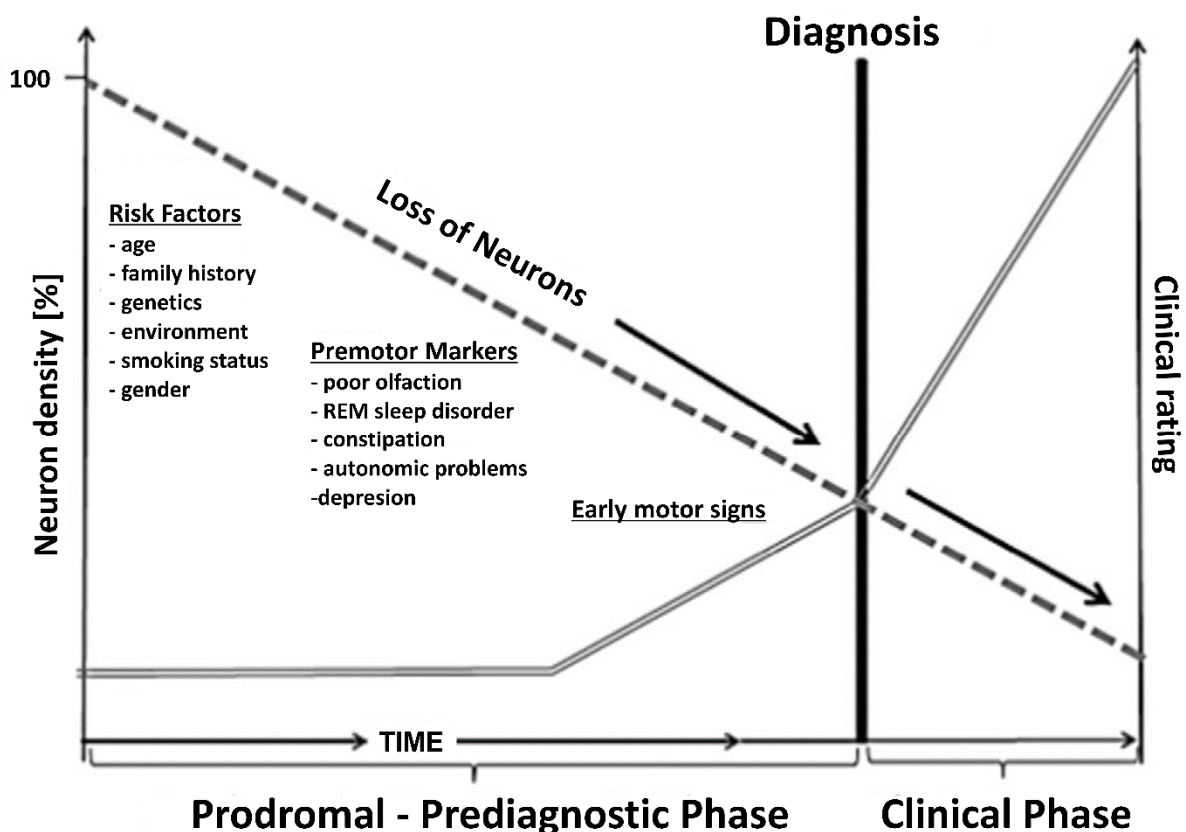 Diagnosis
100
Loss of Neurons
Risk Factors
- age
- family history
- genetics
- environment
- smoking status
- gender
Premotor Markers
- poor olfaction
- REM sleep disorder
- constipation
- autonomic problems
-depresion
Early motor signs
Neuron density [%]
Clinical rating
TIME
Prodromal - Prediagnostic Phase
Clinical Phase